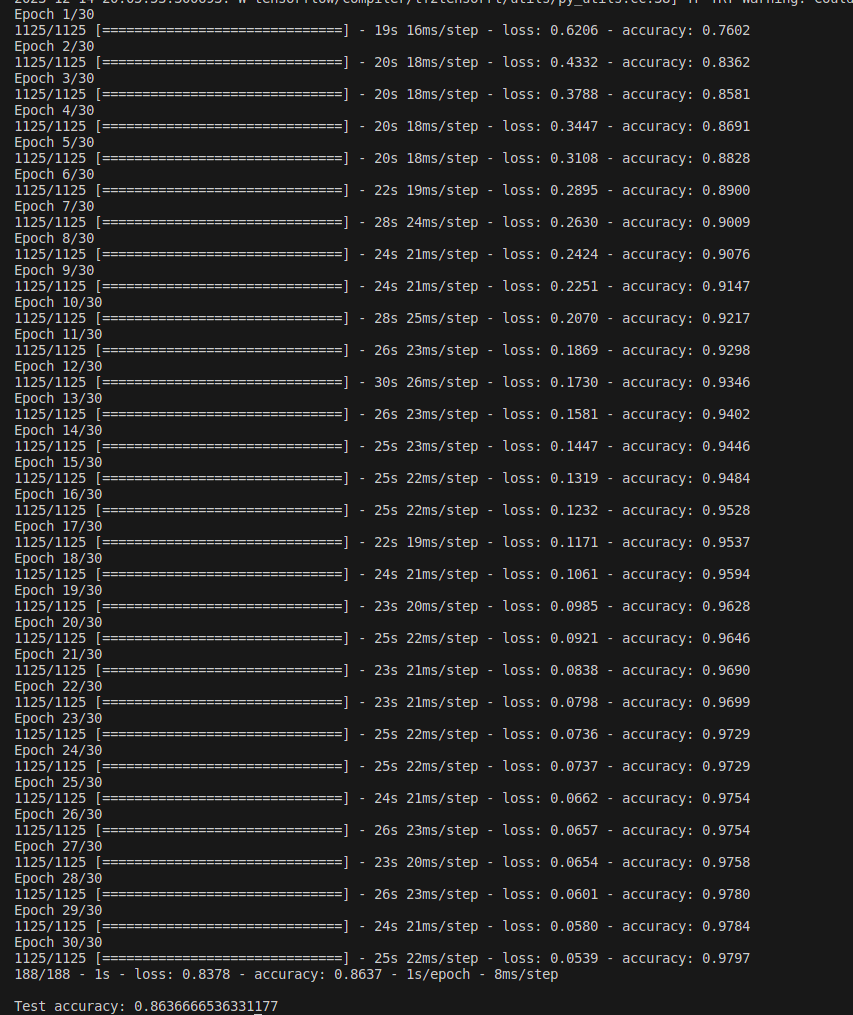 Epoch 1/30
1125/1125 [==============================] - 19s 16ms/step - loss: 0.6206 - accuracy: 0.7602
Epoch 2/30
1125/1125 [==============================] - 20s 18ms/step - loss: 0.4332 - accuracy: 0.8362
Epoch 3/30
1125/1125 [==============================] - 20s 18ms/step - loss: 0.3788 - accuracy: 0.8581
Epoch 4/30
1125/1125 [==============================] - 20s 18ms/step - loss: 0.3447 - accuracy: 0.8691
Epoch 5/30
1125/1125 [==============================] - 20s 18ms/step - loss: 0.3108 - accuracy: 0.8828
Epoch 6/30
1125/1125 [==============================] - 22s 19ms/step - loss: 0.2895 - accuracy: 0.8900
Epoch 7/30
1125/1125 [==============================] - 28s 24ms/step - loss: 0.2630 - accuracy: 0.9009
Epoch 8/30
1125/1125 [==============================] - 24s 21ms/step - loss: 0.2424 - accuracy: 0.9076
Epoch 9/30
1125/1125 [==============================] - 24s 21ms/step - loss: 0.2251 - accuracy: 0.9147
Epoch 10/30
1125/1125 [==============================] - 28s 25ms/step - loss: 0.2070 - accuracy: 0.9217
Epoch 11/30
1125/1125 [==============================] - 26s 23ms/step - loss: 0.1869 - accuracy: 0.9298
Epoch 12/30
1125/1125 [==============================] - 30s 26ms/step - loss: 0.1730 - accuracy: 0.9346
Epoch 13/30
1125/1125 [==============================] - 26s 23ms/step - loss: 0.1581 - accuracy: 0.9402
Epoch 14/30
1125/1125 [==============================] - 25s 23ms/step - loss: 0.1447 - accuracy: 0.9446
Epoch 15/30
1125/1125 [==============================] - 25s 22ms/step - loss: 0.1319 - accuracy: 0.9484
Epoch 16/30
1125/1125 [==============================] - 25s 22ms/step - loss: 0.1232 - accuracy: 0.9528
Epoch 17/30
1125/1125 [==============================] - 22s 19ms/step - loss: 0.1171 - accuracy: 0.9537
Epoch 18/30
1125/1125 [==============================] - 24s 21ms/step - loss: 0.1061 - accuracy: 0.9594
Epoch 19/30
1125/1125 [==============================] - 23s 20ms/step - loss: 0.0985 - accuracy: 0.9628
Epoch 20/30
1125/1125 [==============================] - 25s 22ms/step - loss: 0.0921 - accuracy: 0.9646
Epoch 21/30
1125/1125 [==============================] - 23s 21ms/step - loss: 0.0838 - accuracy: 0.9690
Epoch 22/30
1125/1125 [==============================] - 23s 21ms/step - loss: 0.0798 - accuracy: 0.9699
Epoch 23/30
1125/1125 [==============================] - 25s 22ms/step - loss: 0.0736 - accuracy: 0.9729
Epoch 24/30
1125/1125 [==============================] - 25s 22ms/step - loss: 0.0737 - accuracy: 0.9729
Epoch 25/30
1125/1125 [==============================] - 24s 21ms/step - loss: 0.0662 - accuracy: 0.9754
Epoch 26/30
1125/1125 [==============================] - 26s 23ms/step - loss: 0.0657 - accuracy: 0.9754
Epoch 27/30
1125/1125 [==============================] - 23s 20ms/step - loss: 0.0654 - accuracy: 0.9758
Epoch 28/30
1125/1125 [==============================] - 26s 23ms/step - loss: 0.0601 - accuracy: 0.9780
Epoch 29/30
1125/1125 [==============================] - 24s 21ms/step - loss: 0.0580 - accuracy: 0.9784
Epoch 30/30
1125/1125 [==============================] - 25s 22ms/step - loss: 0.0539 - accuracy: 0.9797
188/188 - 1s - loss: 0.8378 - accuracy: 0.8637 - 1s/epoch - 8ms/step
Test accuracy: 0.8636666536331177